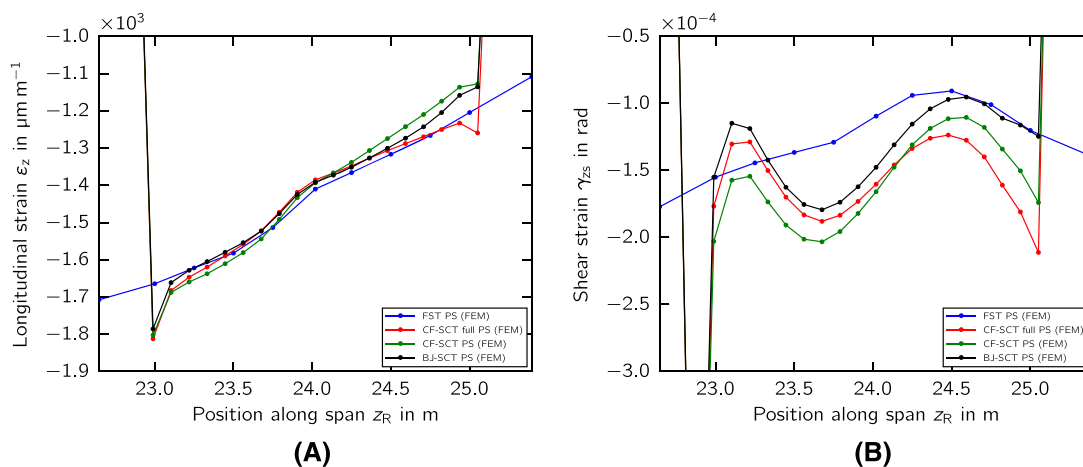 ×10³
−1.0
−1.1
−1.2
−1.3
−1.4
−1.5
−1.6
−1.7
−1.8
−1.9
Longitudinal strain εz in μm m⁻¹
23.0 23.5 24.0 24.5 25.0
Position along span zR in m
FST PS (FEM)
CF-SCT full PS (FEM)
CF-SCT PS (FEM)
BJ-SCT PS (FEM)
(A)
×10⁻⁴
−0.5
−1.0
−1.5
−2.0
−2.5
−3.0
Shear strain γzs in rad
23.0 23.5 24.0 24.5 25.0
Position along span zR in m
FST PS (FEM)
CF-SCT full PS (FEM)
CF-SCT PS (FEM)
BJ-SCT PS (FEM)
(B)